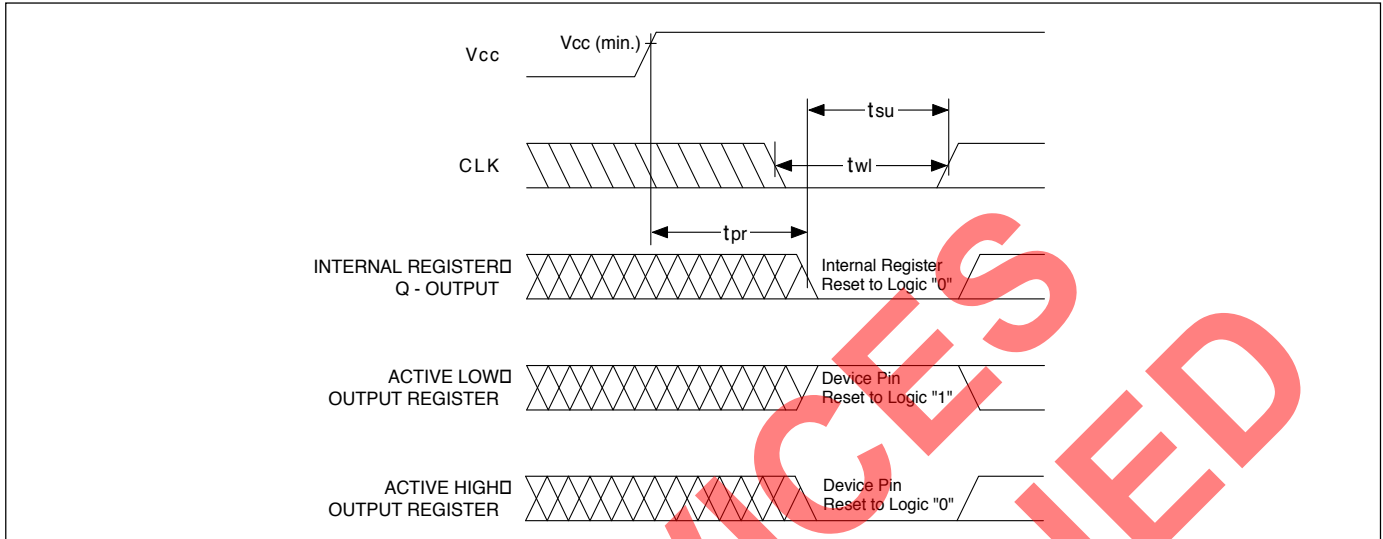 Vcc
Vcc (min.)
tsu
CLK
twl
tpr
INTERNAL REGISTER
Q - OUTPUT
Internal Register
Reset to Logic "0"
ACTIVE LOW
OUTPUT REGISTER
Device Pin
Reset to Logic "1"
ACTIVE HIGH
OUTPUT REGISTER
Device Pin
Reset to Logic "0"